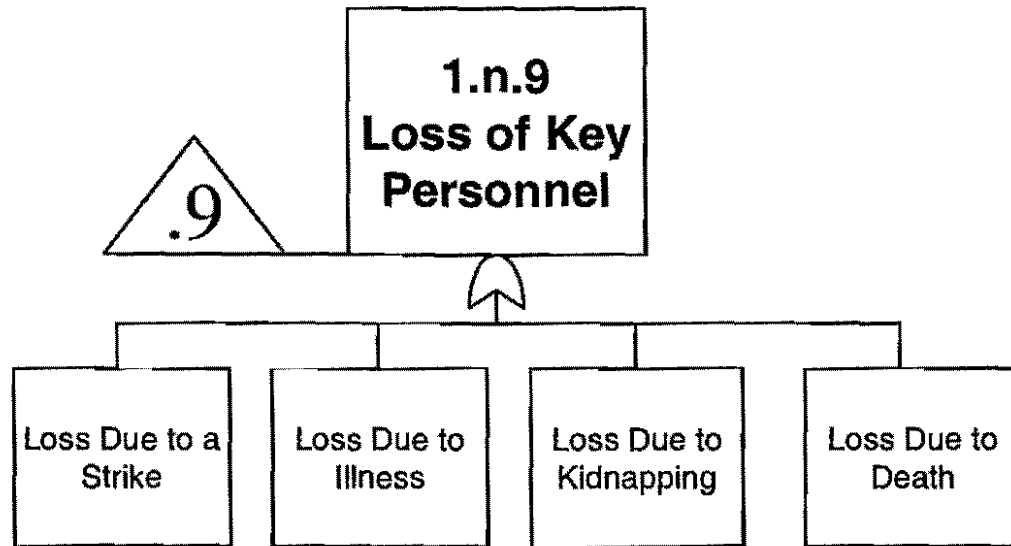 1.n.9
Loss of Key
Personnel
.9
Loss Due to a
Strike
Loss Due to
Illness
Loss Due to
Kidnapping
Loss Due to
Death